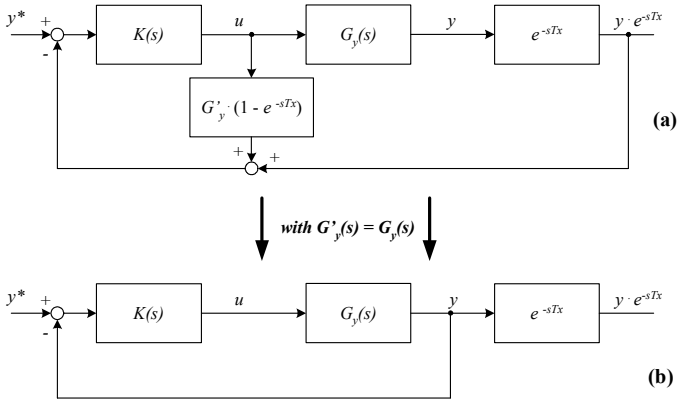 y* + - K(s) u G_y(s) y e^{-sTx} y · e^{-sTx}
G'_y · (1 - e^{-sTx})
+ +
(a)
with G'_y(s) = G_y(s)
y* + - K(s) u G_y(s) y e^{-sTx} y · e^{-sTx}
(b)